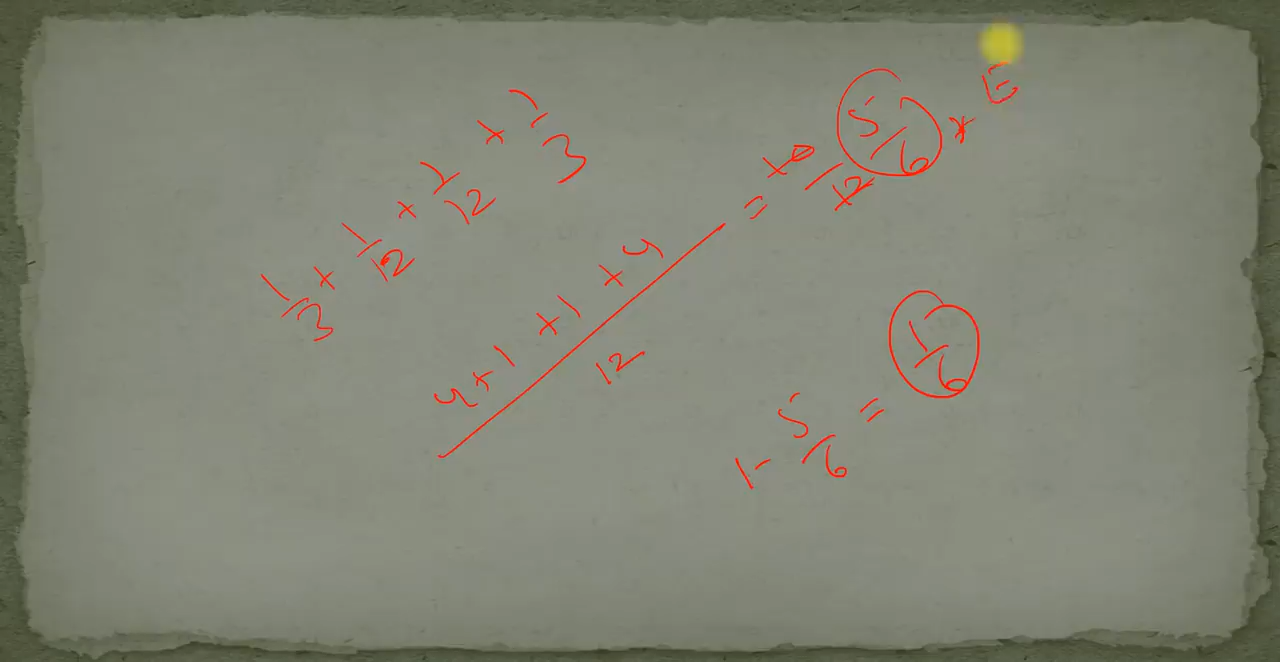 1/3 + 1/12 + 1/12 + 1/3
4+1+1+4/12 = 10/12 5/6 * E
1 - 5/6 = 1/6